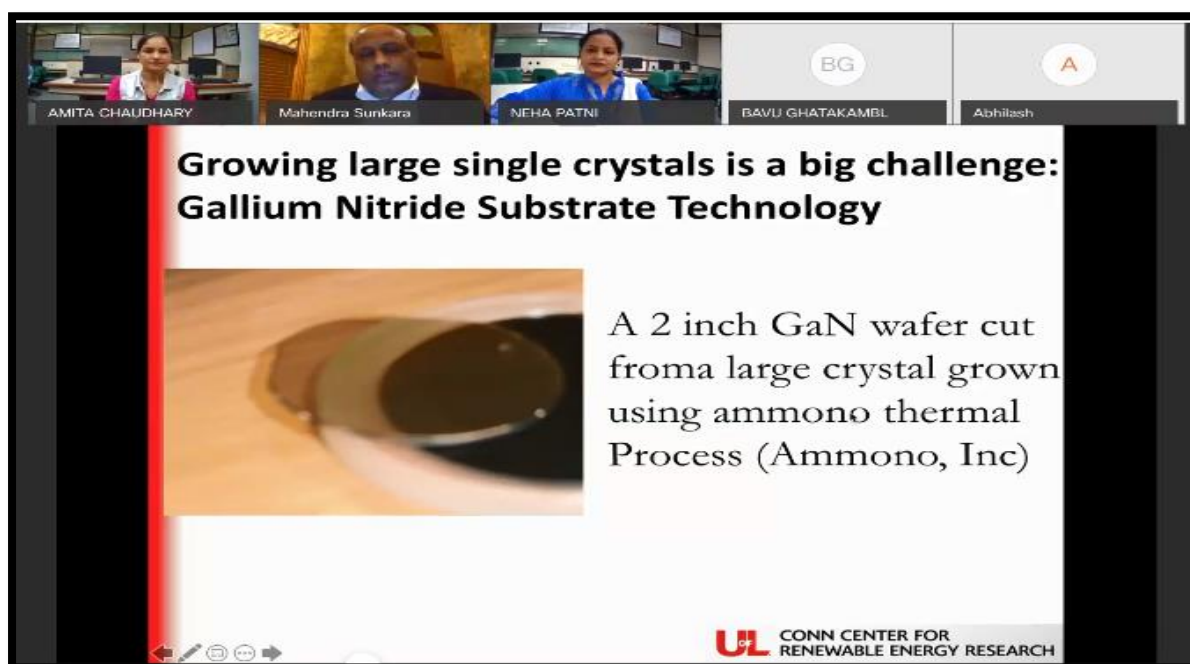 BG
A
AMITA CHAUDHARY
Mahendra Sunkara
NEHA PATNI
BAVU GHATAKAMBL
Abhilash
Growing large single crystals is a big challenge:
Gallium Nitride Substrate Technology
A 2 inch GaN wafer cut
froma large crystal grown
using ammono thermal
Process (Ammono, Inc)
UofL CONN CENTER FOR
RENEWABLE ENERGY RESEARCH